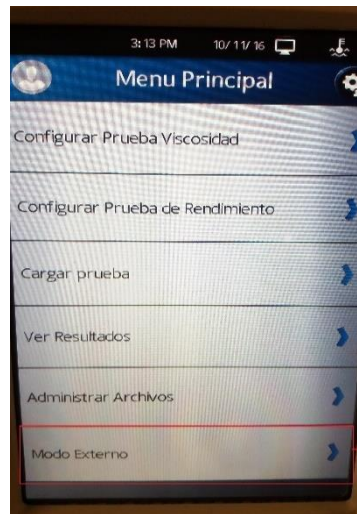 3:13 PM 10/11/16
Menu Principal
Configurar Prueba Viscosidad
Configurar Prueba de Rendimiento
Cargar prueba
Ver Resultados
Administrar Archivos
Modo Externo